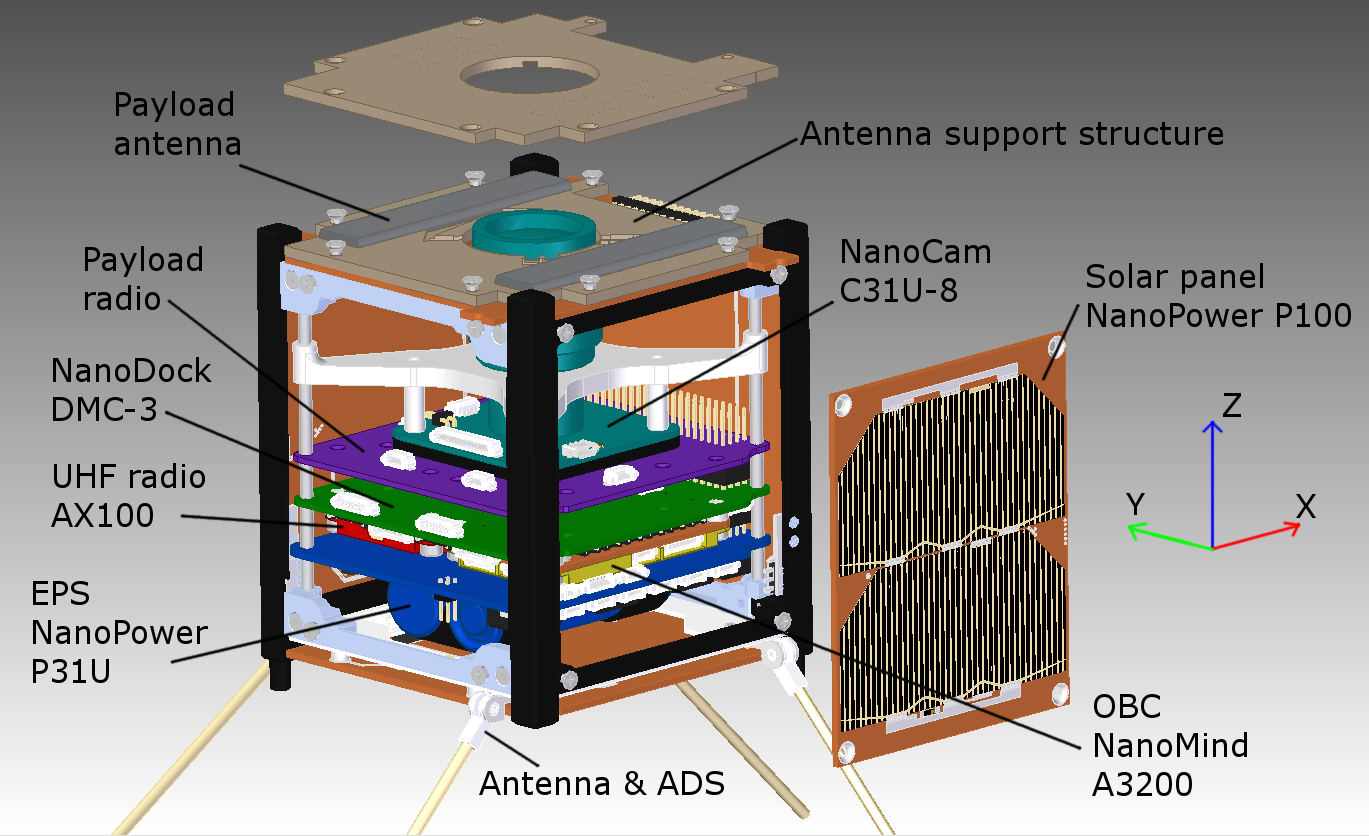 Payload
antenna
Antenna support structure
Payload
radio
NanoCam
C31U-8
Solar panel
NanoPower P100
NanoDock
DMC-3
Z
UHF radio
AX100
Y
X
EPS
NanoPower
P31U
OBC
NanoMind
A3200
Antenna & ADS